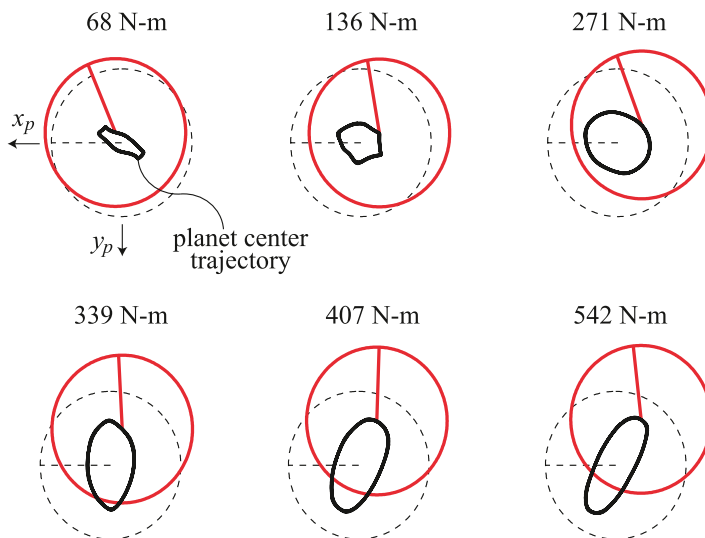 68 N-m
136 N-m
271 N-m
xp
yp
planet center
trajectory
339 N-m
407 N-m
542 N-m